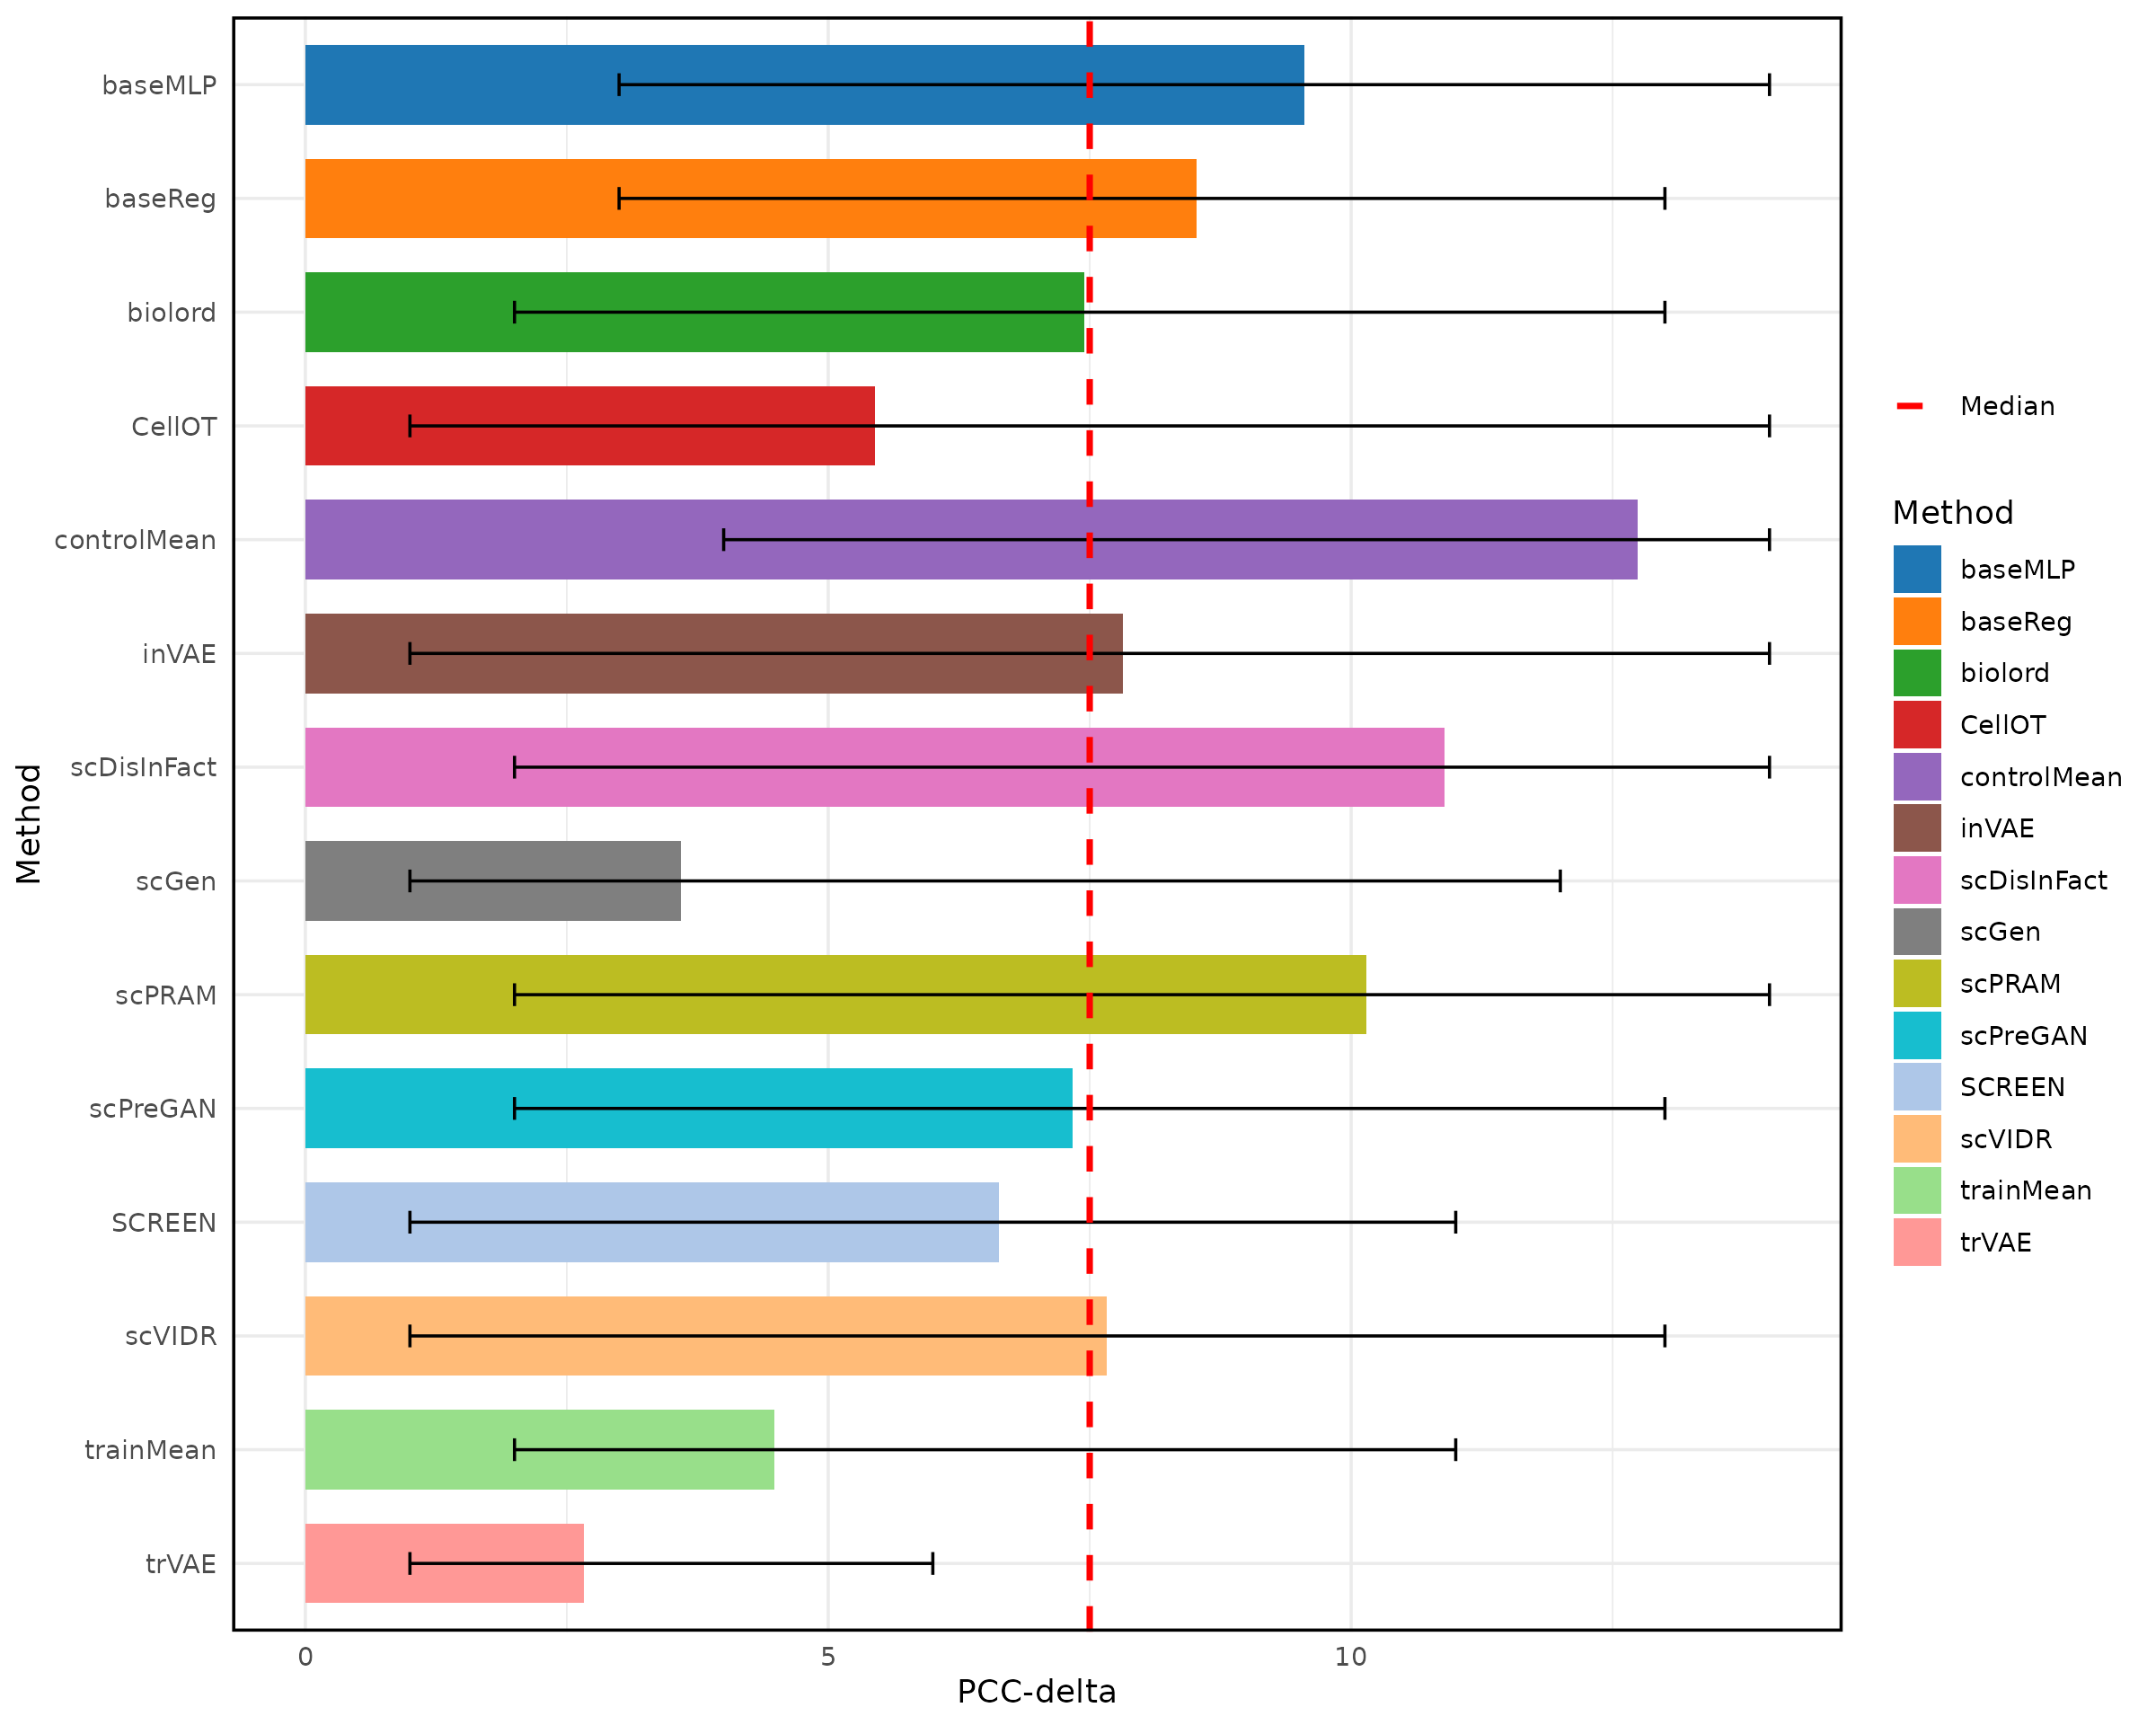 baseMLP
baseReg
biolord
CellOT
controlMean
inVAE
scDisInFact
scGen
scPRAM
scPreGAN
SCREEN
scVIDR
trainMean
trVAE
Method
0 5 10
PCC-delta
Median
Method
baseMLP
baseReg
biolord
CellOT
controlMean
inVAE
scDisInFact
scGen
scPRAM
scPreGAN
SCREEN
scVIDR
trainMean
trVAE